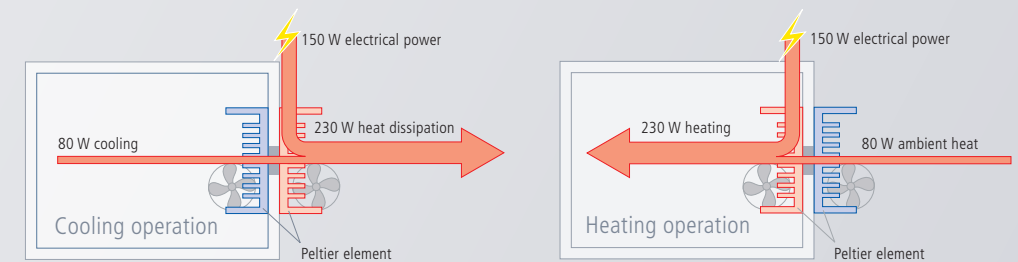 150 W electrical power
80 W cooling
230 W heat dissipation
Cooling operation
Peltier element
150 W electrical power
230 W heating
80 W ambient heat
Heating operation
Peltier element